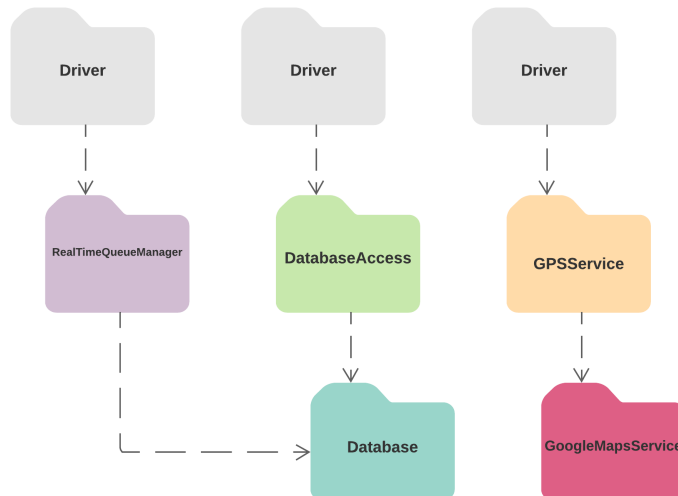 Driver
Driver
Driver
RealTimeQueueManager
DatabaseAccess
GPSService
Database
GoogleMapsService